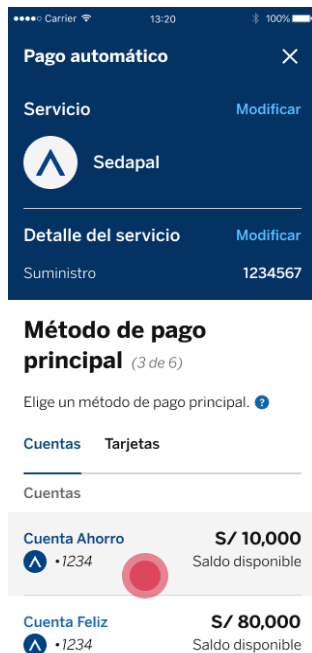 Carrier 13:20 100%
Pago automático
Servicio Modificar
Sedapal
Detalle del servicio Modificar
Suministro 1234567
Método de pago
principal (3 de 6)
Elige un método de pago principal. ?
Cuentas Tarjetas
Cuentas
Cuenta Ahorro S/ 10,000
•1234 Saldo disponible
Cuenta Feliz S/ 80,000
•1234 Saldo disponible